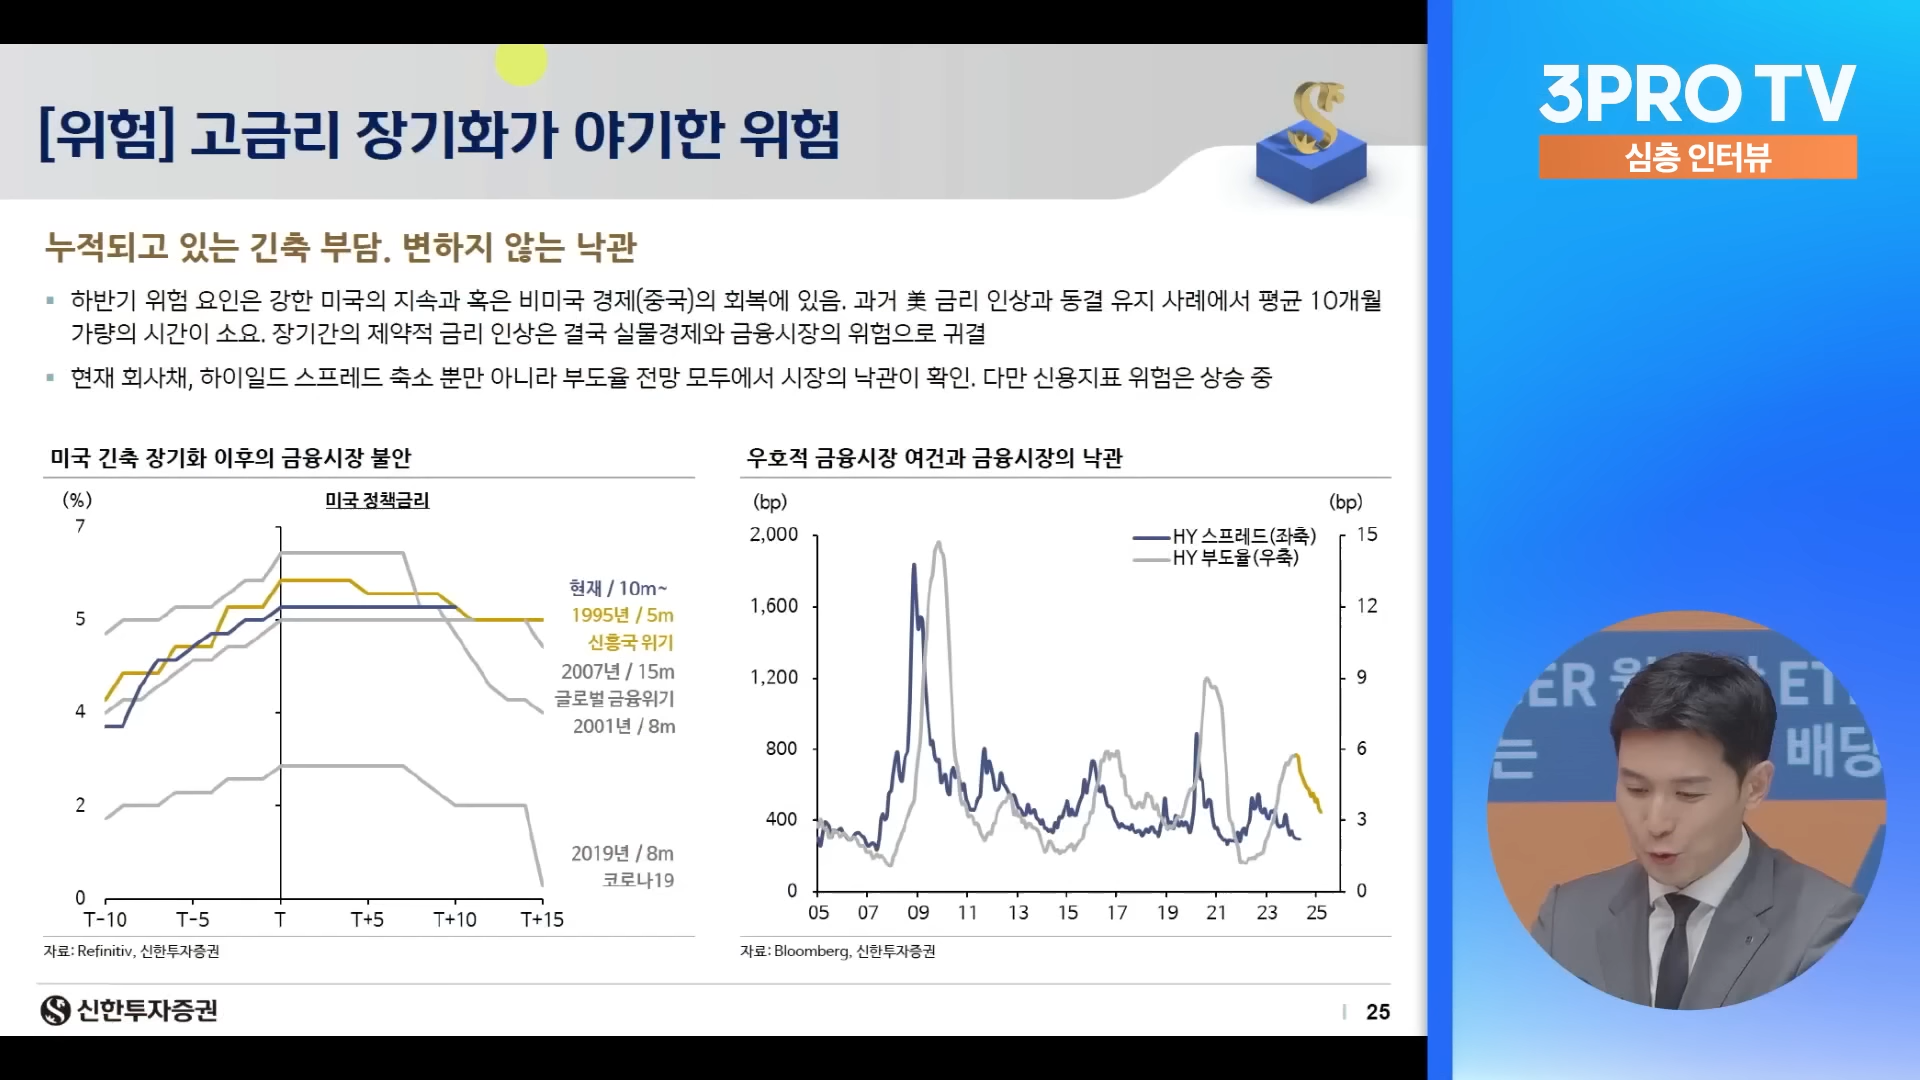 [위험] 고금리 장기화가 야기한 위험
3PRO TV
심층 인터뷰
누적되고 있는 긴축 부담. 변하지 않는 낙관
▪ 하반기 위험 요인은 강한 미국의 지속과 혹은 비미국 경제(중국)의 회복에 있음. 과거 美 금리 인상과 동결 유지 사례에서 평균 10개월
가량의 시간이 소요. 장기간의 제약적 금리 인상은 결국 실물경제와 금융시장의 위험으로 귀결
▪ 현재 회사채, 하이일드 스프레드 축소 뿐만 아니라 부도율 전망 모두에서 시장의 낙관이 확인. 다만 신용지표 위험은 상승 중
미국 긴축 장기화 이후의 금융시장 불안
(%)
미국 정책금리
7
5
4
2
0
현재 / 10m~
1995년 / 5m
신흥국 위기
2007년 / 15m
글로벌 금융위기
2001년 / 8m
2019년 / 8m
코로나19
T-10 T-5 T T+5 T+10 T+15
자료: Refinitiv, 신한투자증권
우호적 금융시장 여건과 금융시장의 낙관
(bp) (bp)
HY 스프레드(좌축)
HY 부도율(우축)
2,000 15
1,600 12
1,200 9
800 6
400 3
0 0
05 07 09 11 13 15 17 19 21 23 25
자료: Bloomberg, 신한투자증권
신한투자증권
25
ER
ET
는
배당